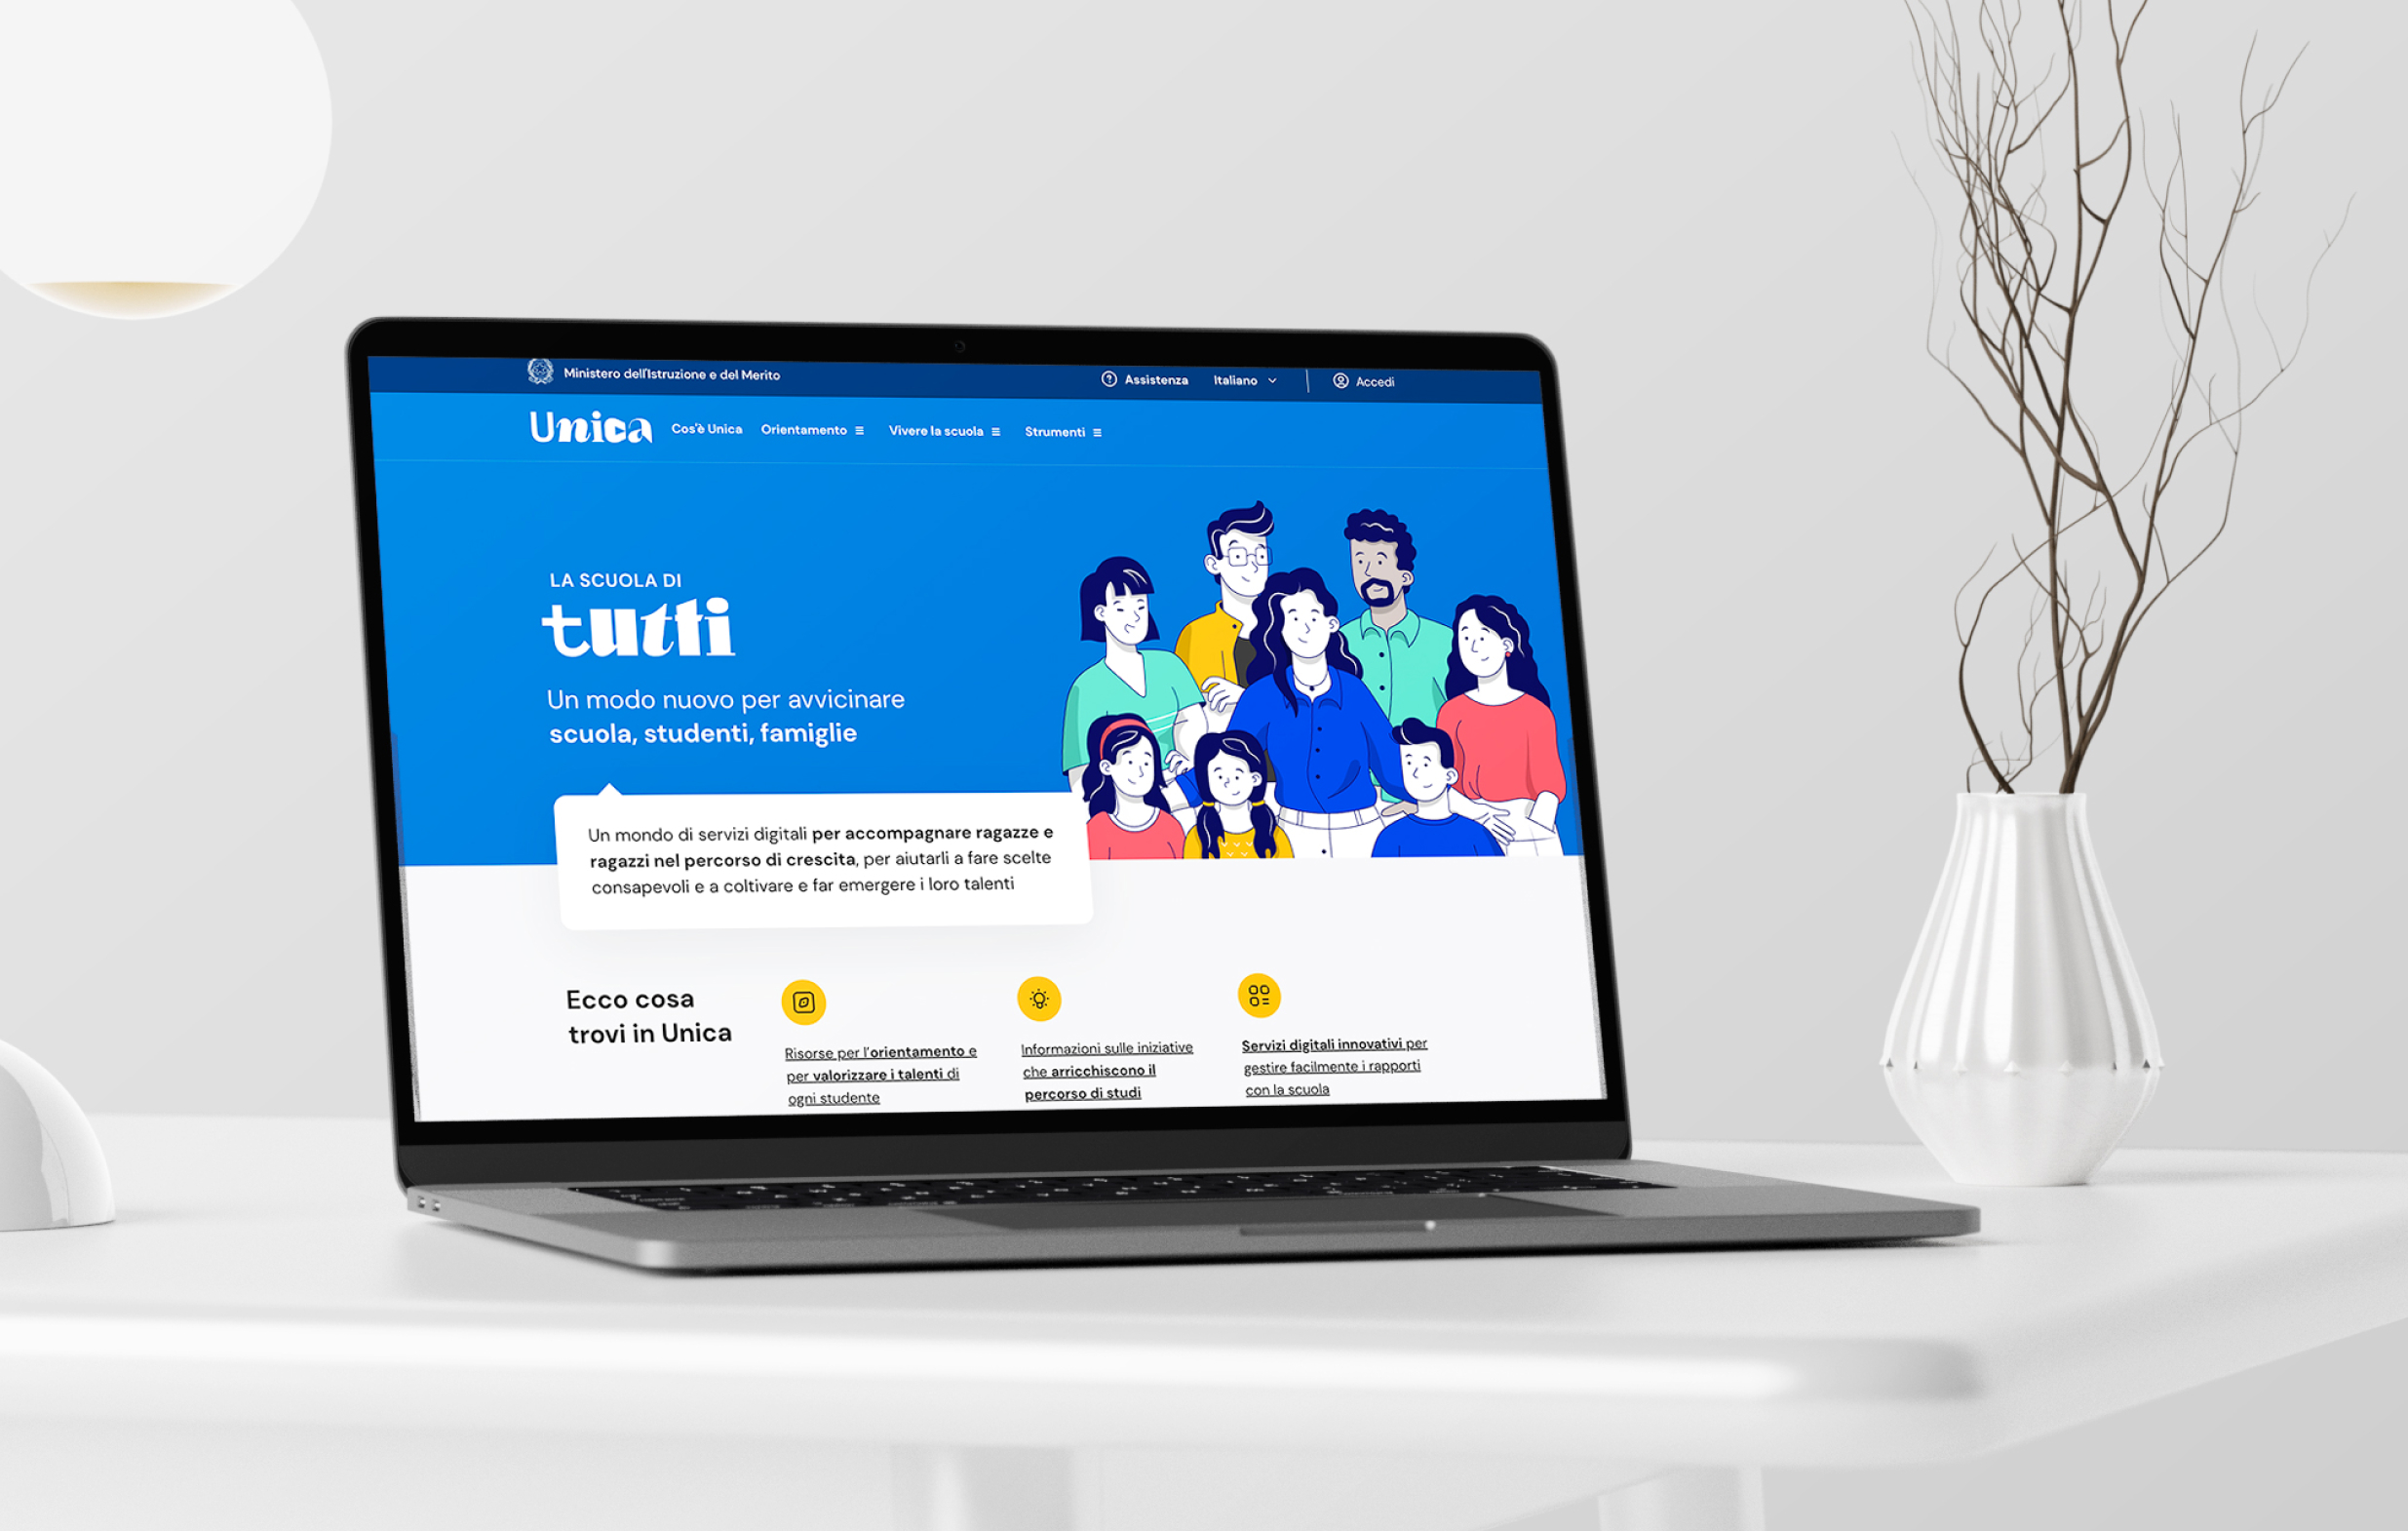 Ministero dell'Istruzione e del Merito
Assistenza
Italiano
Accedi
Unica
Cos'è Unica
Orientamento
Vivere la scuola
Strumenti
LA SCUOLA DI
tutti
Un modo nuovo per avvicinare
scuola, studenti, famiglie
Un mondo di servizi digitali per accompagnare ragazze e
ragazzi nel percorso di crescita, per aiutarli a fare scelte
consapevoli e a coltivare e far emergere i loro talenti
Ecco cosa
trovi in Unica
Risorse per l'orientamento e
per valorizzare i talenti di
ogni studente
Informazioni sulle iniziative
che arricchiscono il
percorso di studi
Servizi digitali innovativi per
gestire facilmente i rapporti
con la scuola